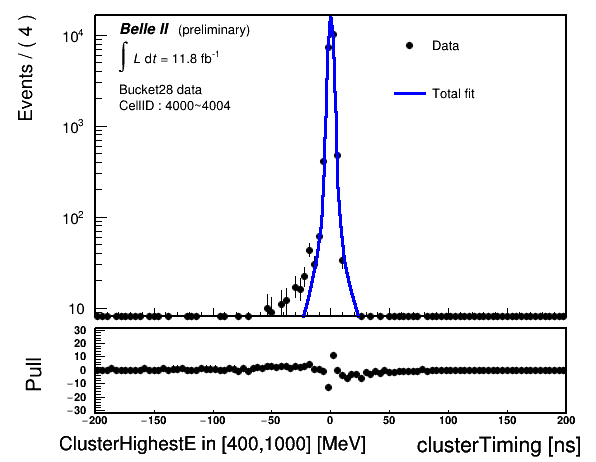 Belle II (preliminary)
∫ L dt = 11.8 fb⁻¹
Bucket28 data
CellID : 4000~4004
Data
Total fit
Events / ( 4 )
10⁴
10³
10²
10
Pull
30
20
10
0
−10
−20
−30
−200 −150 −100 −50 0 50 100 150 200
ClusterHighestE in [400,1000] [MeV] clusterTiming [ns]